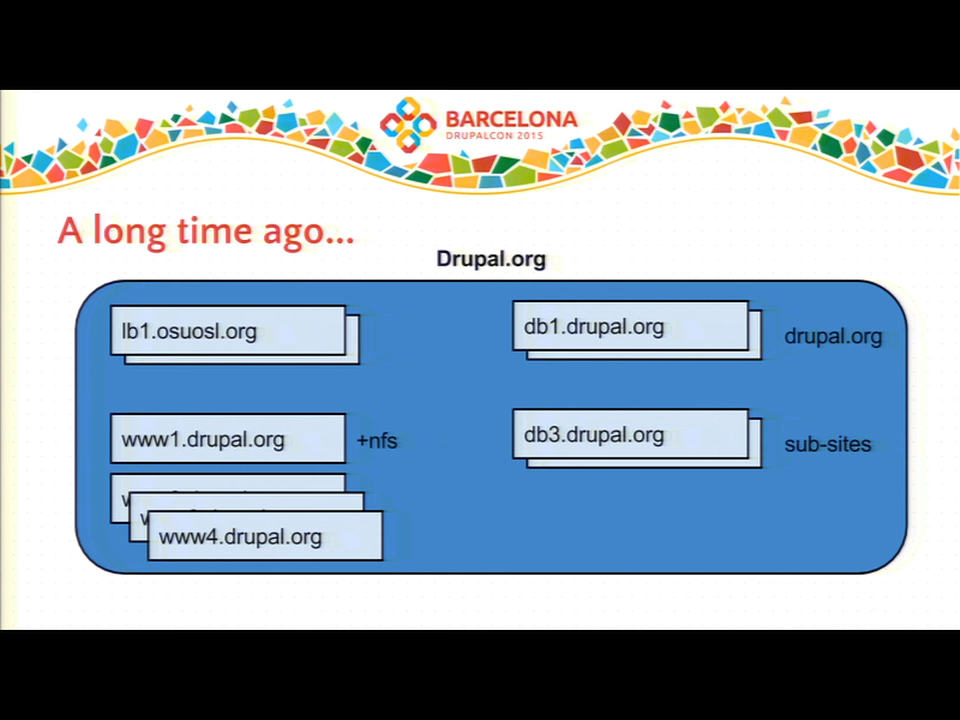 BARCELONA
DRUPALCON 2015
A long time ago...
Drupal.org
lb1.osuosl.org
db1.drupal.org
drupal.org
www1.drupal.org
+nfs
db3.drupal.org
sub-sites
www4.drupal.org